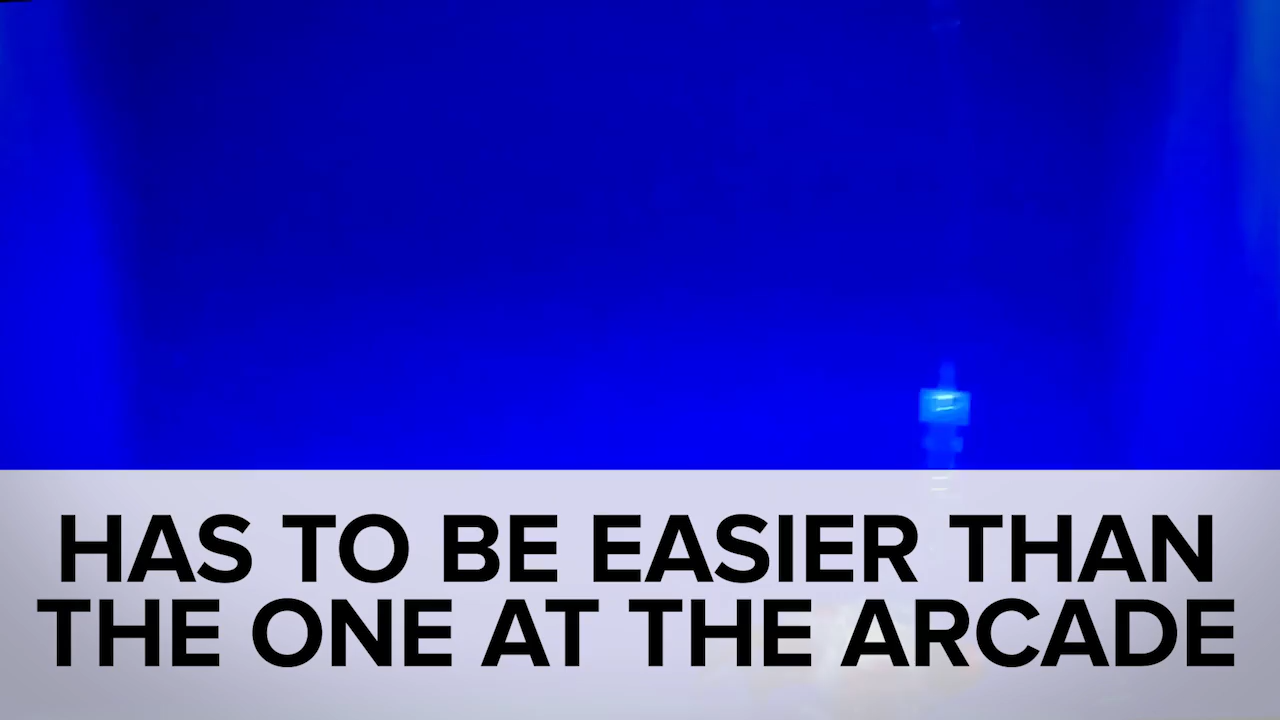 HAS TO BE EASIER THAN
THE ONE AT THE ARCADE